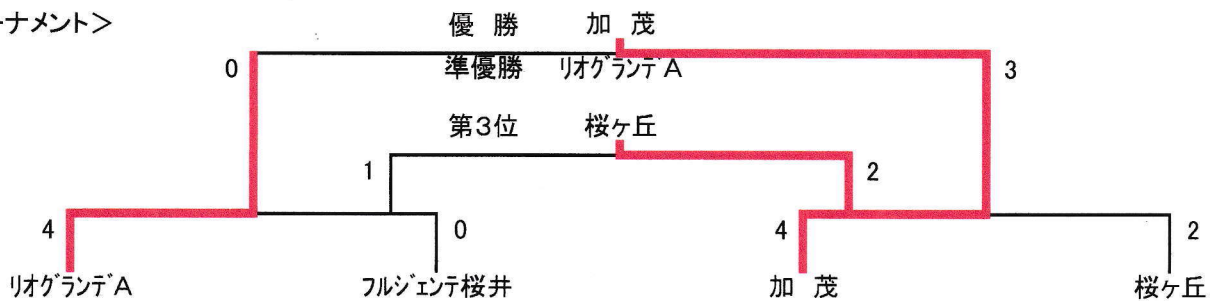 ーナメント＞
優 勝 加 茂
0 準優勝 ﾘｵｸﾞﾗﾝﾃﾞA 3
第3位 桜ヶ丘
1 2
4 0 4 2
ﾘｵｸﾞﾗﾝﾃﾞA ﾌﾙｼﾞｪﾝﾃ桜井 加 茂 桜ヶ丘